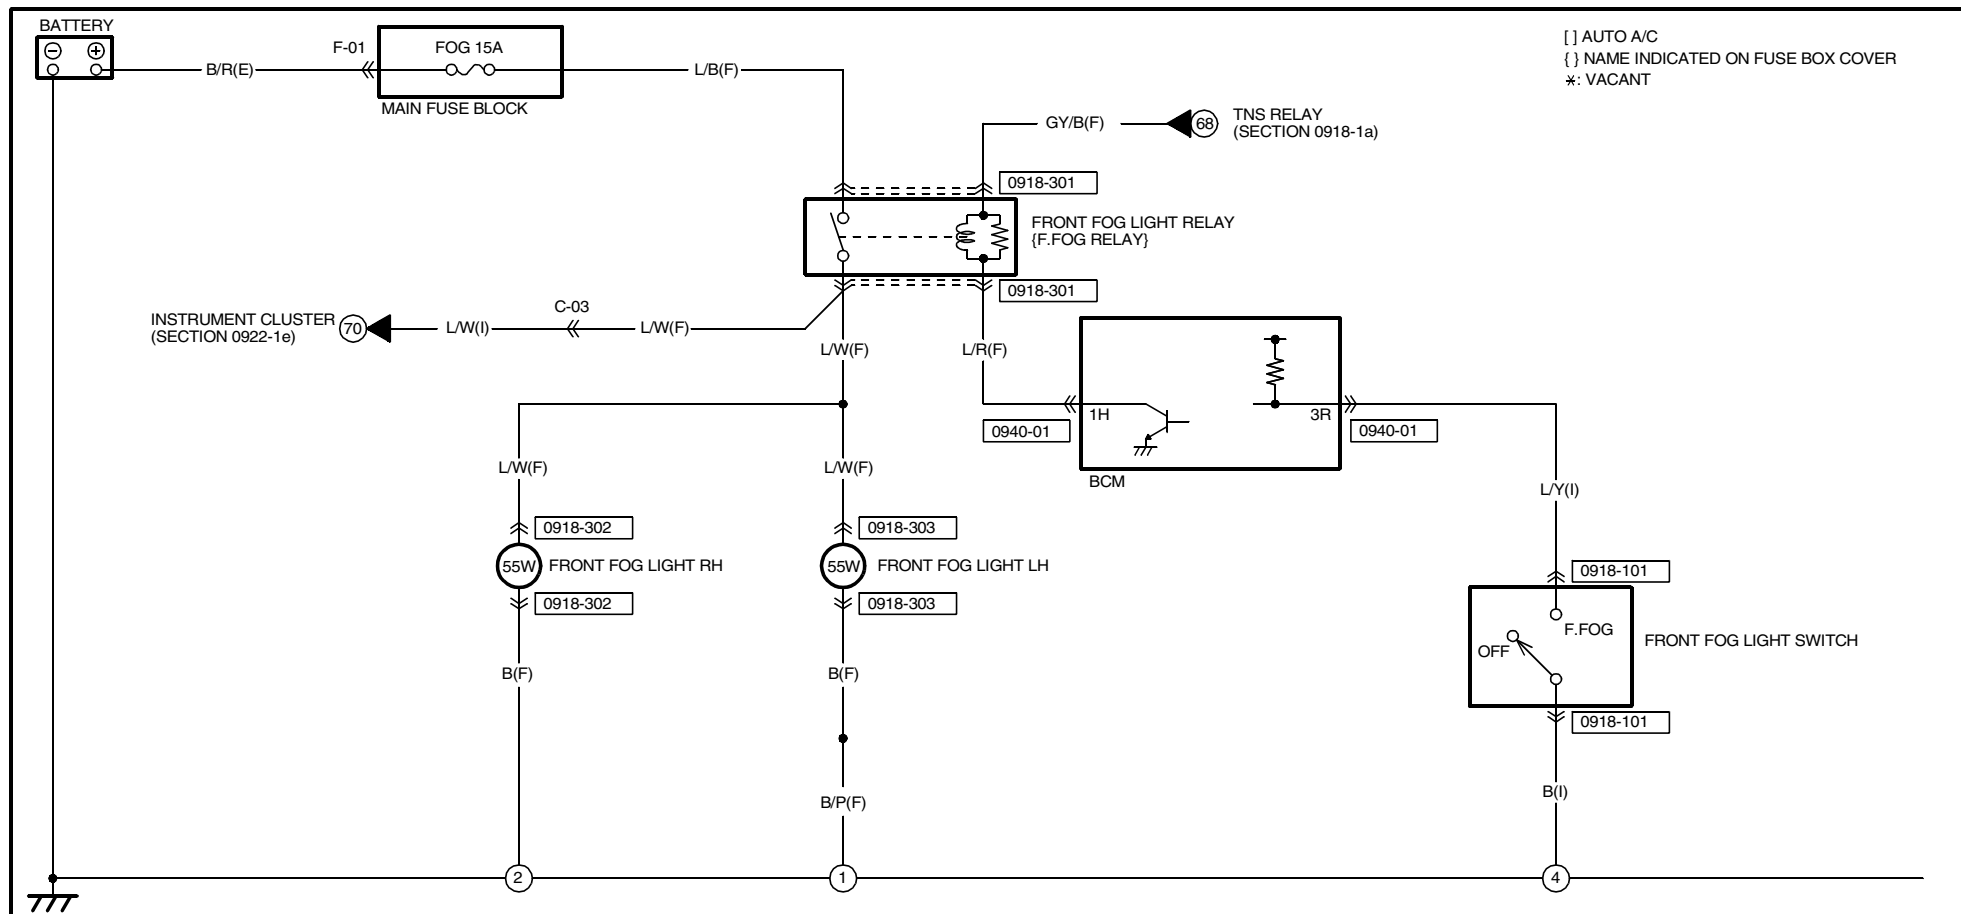 BATTERY
F-01
FOG 15A
[ ] AUTO A/C
{ } NAME INDICATED ON FUSE BOX COVER
*: VACANT
B/R(E)
L/B(F)
MAIN FUSE BLOCK
GY/B(F)
68
TNS RELAY
(SECTION 0918-1a)
0918-301
FRONT FOG LIGHT RELAY
{F.FOG RELAY}
0918-301
C-03
INSTRUMENT CLUSTER
(SECTION 0922-1e)
70
L/W(I)
L/W(F)
L/W(F)
L/R(F)
1H
3R
0940-01
0940-01
L/W(F)
L/W(F)
BCM
L/Y(I)
0918-302
0918-303
55W
FRONT FOG LIGHT RH
55W
FRONT FOG LIGHT LH
0918-101
0918-302
0918-303
F.FOG
OFF
FRONT FOG LIGHT SWITCH
B(F)
B(F)
0918-101
B/P(F)
B(I)
2
1
4